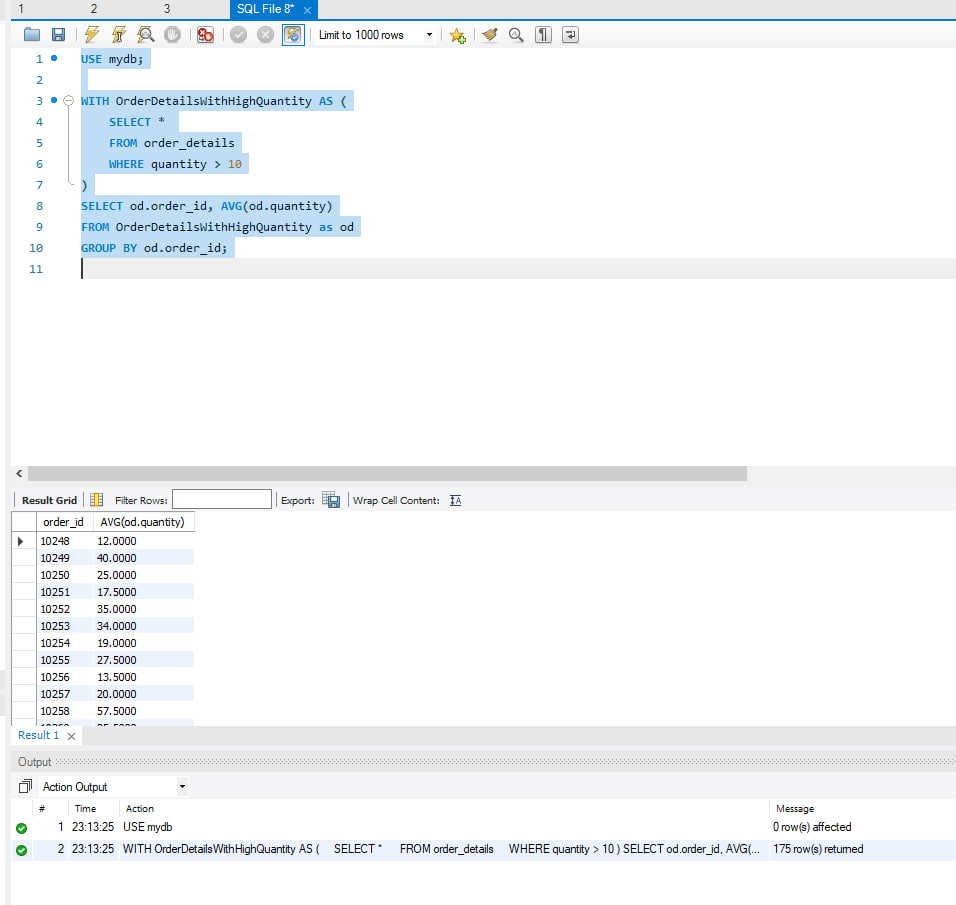 1 2 3 SQL File 8*
Limit to 1000 rows
1 USE mydb;
2
3 WITH OrderDetailsWithHighQuantity AS (
4 SELECT *
5 FROM order_details
6 WHERE quantity > 10
7 )
8 SELECT od.order_id, AVG(od.quantity)
9 FROM OrderDetailsWithHighQuantity as od
10 GROUP BY od.order_id;
11
Result Grid Filter Rows: Export: Wrap Cell Content:
order_id AVG(od.quantity)
10248 12.0000
10249 40.0000
10250 25.0000
10251 17.5000
10252 35.0000
10253 34.0000
10254 19.0000
10255 27.5000
10256 13.5000
10257 20.0000
10258 57.5000
Result 1
Output
Action Output
# Time Action Message
1 23:13:25 USE mydb 0 row(s) affected
2 23:13:25 WITH OrderDetailsWithHighQuantity AS ( SELECT * FROM order_details WHERE quantity > 10 ) SELECT od.order_id, AVG(... 175 row(s) returned